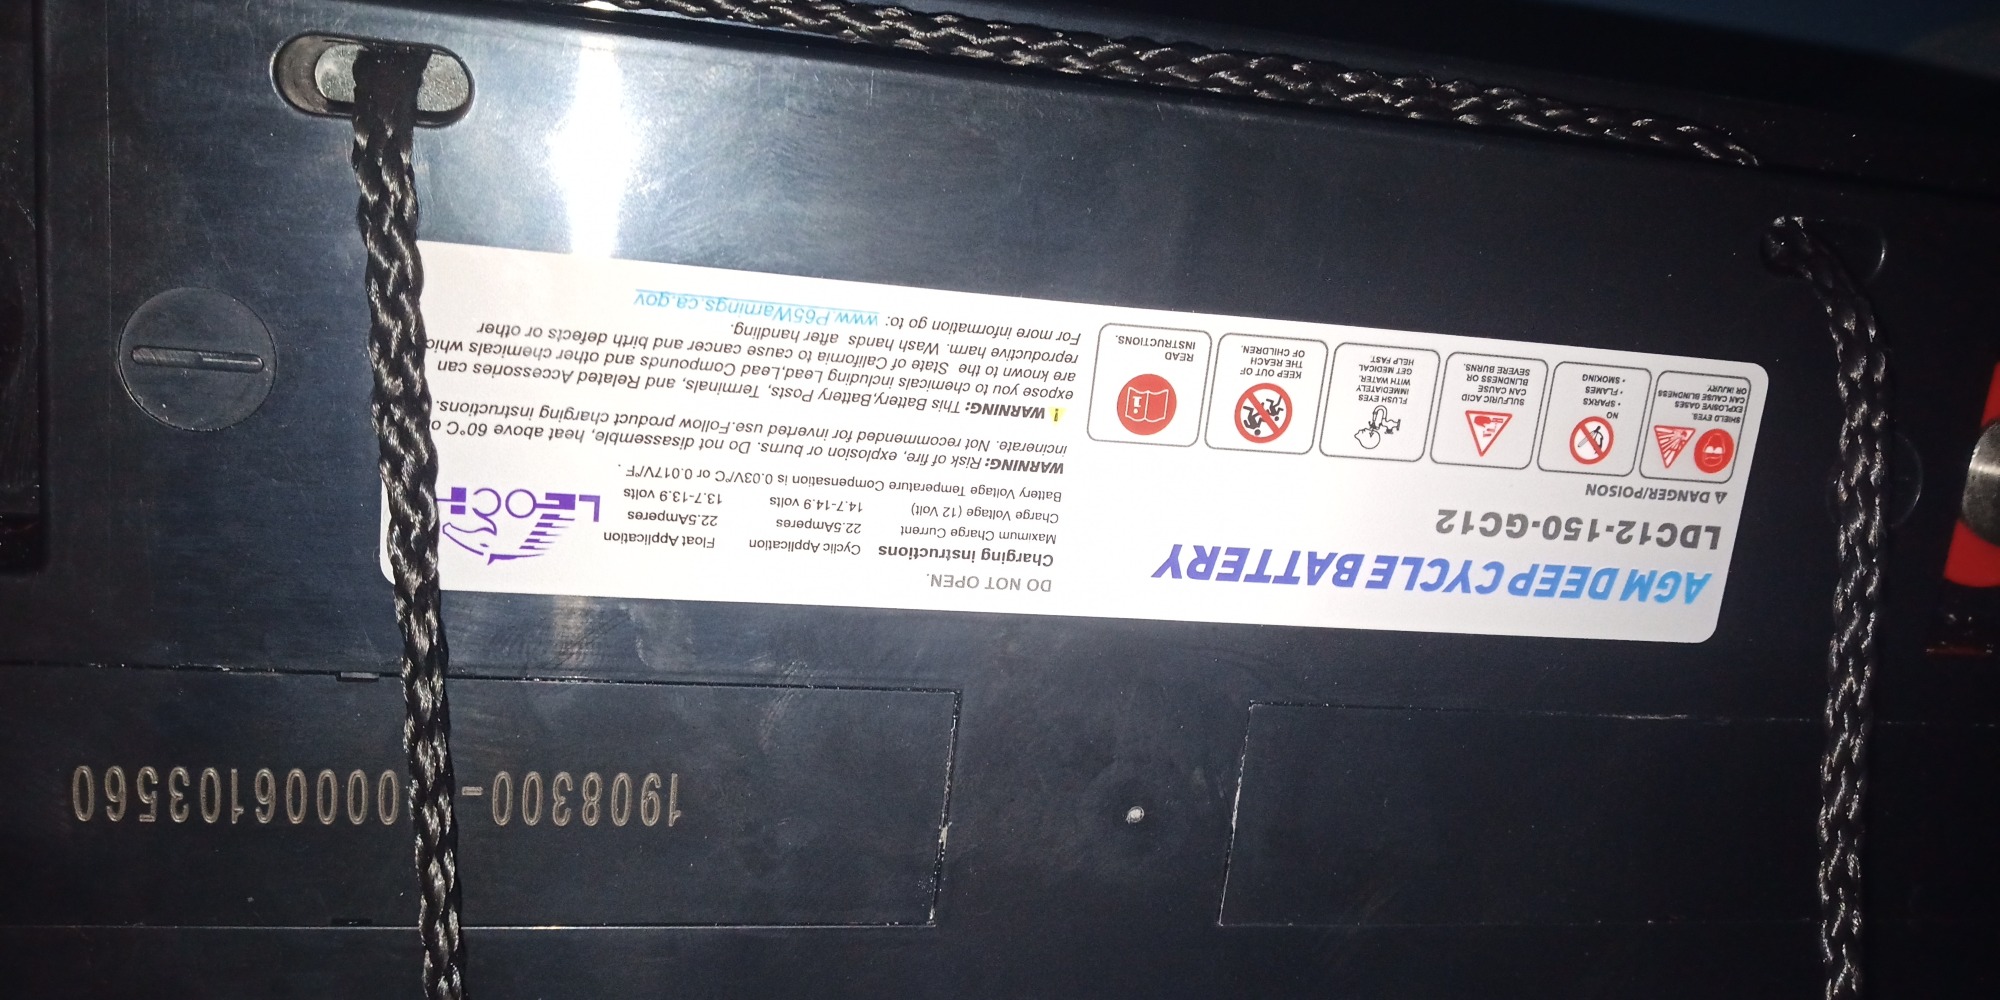 AGM DEEP CYCLE BATTERY
LDC12-150-GC12
DANGER/POISON
SHIELD EYES.
EXPLOSIVE GASES
CAN CAUSE BLINDNESS
OR INJURY.
NO
• SPARKS
• FLAMES
• SMOKING
SULFURIC ACID
CAN CAUSE
BLINDNESS OR
SEVERE BURNS.
FLUSH EYES
IMMEDIATELY
WITH WATER.
GET MEDICAL
HELP FAST.
KEEP OUT OF
THE REACH
OF CHILDREN.
READ
INSTRUCTIONS.
DO NOT OPEN.
Charging instructions Cyclic Application Float Application
Maximum Charge Current 22.5Amperes 22.5Amperes
Charge Voltage (12 Volt) 14.7-14.9 volts 13.7-13.9 volts
Battery Voltage Temperature Compensation is 0.03V/°C or 0.017V/°F .
LEOCH
WARNING: Risk of fire, explosion or burns. Do not disassemble, heat above 60°C
incinerate. Not recommended for inverted use.Follow product charging instructions.
! WARNING: This Battery,Battery Posts, Terminals, and Related Accessories can
expose you to chemicals including Lead,Lead Compounds and other chemicals
are known to the State of California to cause cancer and birth defects or other
reproductive harm. Wash hands after handling.
For more information go to: www.P65Warnings.ca.gov
1908300- 00006103560